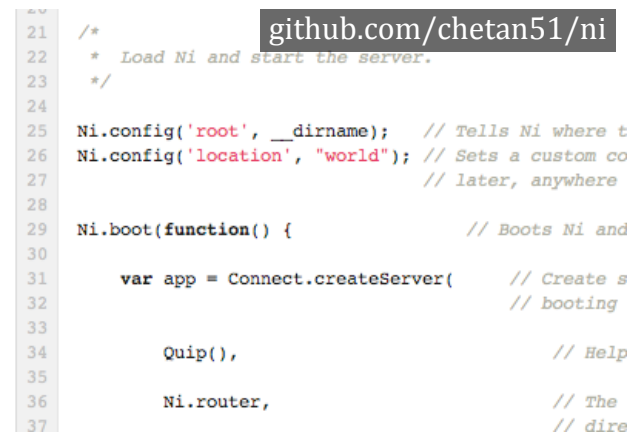 github.com/chetan51/ni
21 /*
22  *  Load Ni and start the server.
23  */
24
25 Ni.config('root', __dirname);   // Tells Ni where
26 Ni.config('location', "world"); // Sets a custom
27                                 // later, anywhere
28
29 Ni.boot(function() {                // Boots Ni and
30
31     var app = Connect.createServer(     // Create
32                                         // booting
33
34         Quip(),                             // Help
35
36         Ni.router,                          // The
37                                             // dire